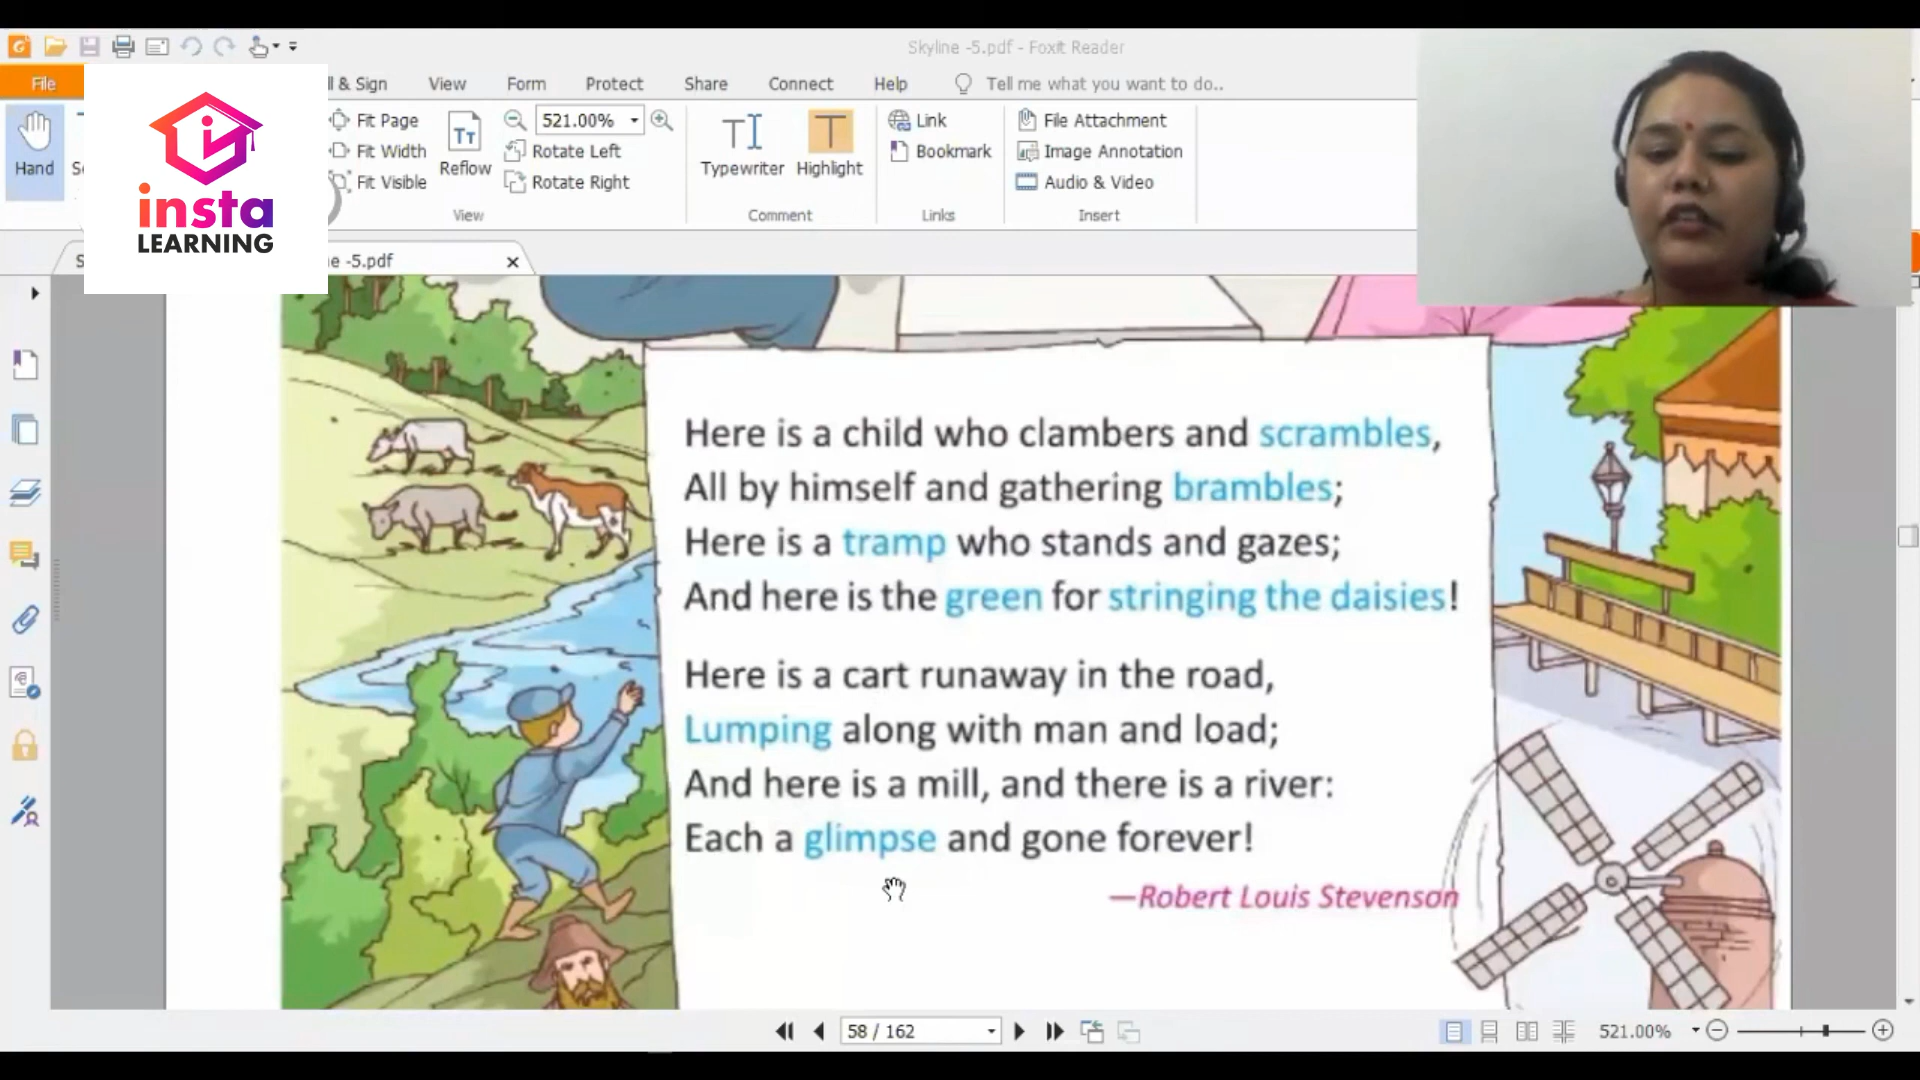 Skyline -5.pdf - Foxit Reader
File
l & Sign View Form Protect Share Connect Help Tell me what you want to do..
Hand
Fit Page
Fit Width
Fit Visible
Reflow
521.00%
Rotate Left
Rotate Right
View
Typewriter
Highlight
Comment
Link
Bookmark
Links
File Attachment
Image Annotation
Audio & Video
Insert
insta
LEARNING
e -5.pdf
Here is a child who clambers and scrambles,
All by himself and gathering brambles;
Here is a tramp who stands and gazes;
And here is the green for stringing the daisies!
Here is a cart runaway in the road,
Lumping along with man and load;
And here is a mill, and there is a river:
Each a glimpse and gone forever!
—Robert Louis Stevenson
58 / 162
521.00%